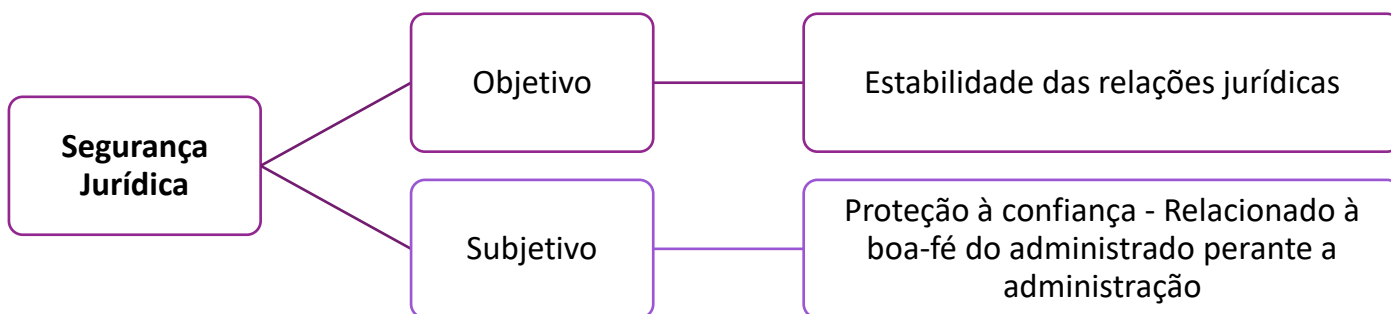 Segurança
Jurídica
Objetivo
Estabilidade das relações jurídicas
Subjetivo
Proteção à confiança - Relacionado à
boa-fé do administrado perante a
administração